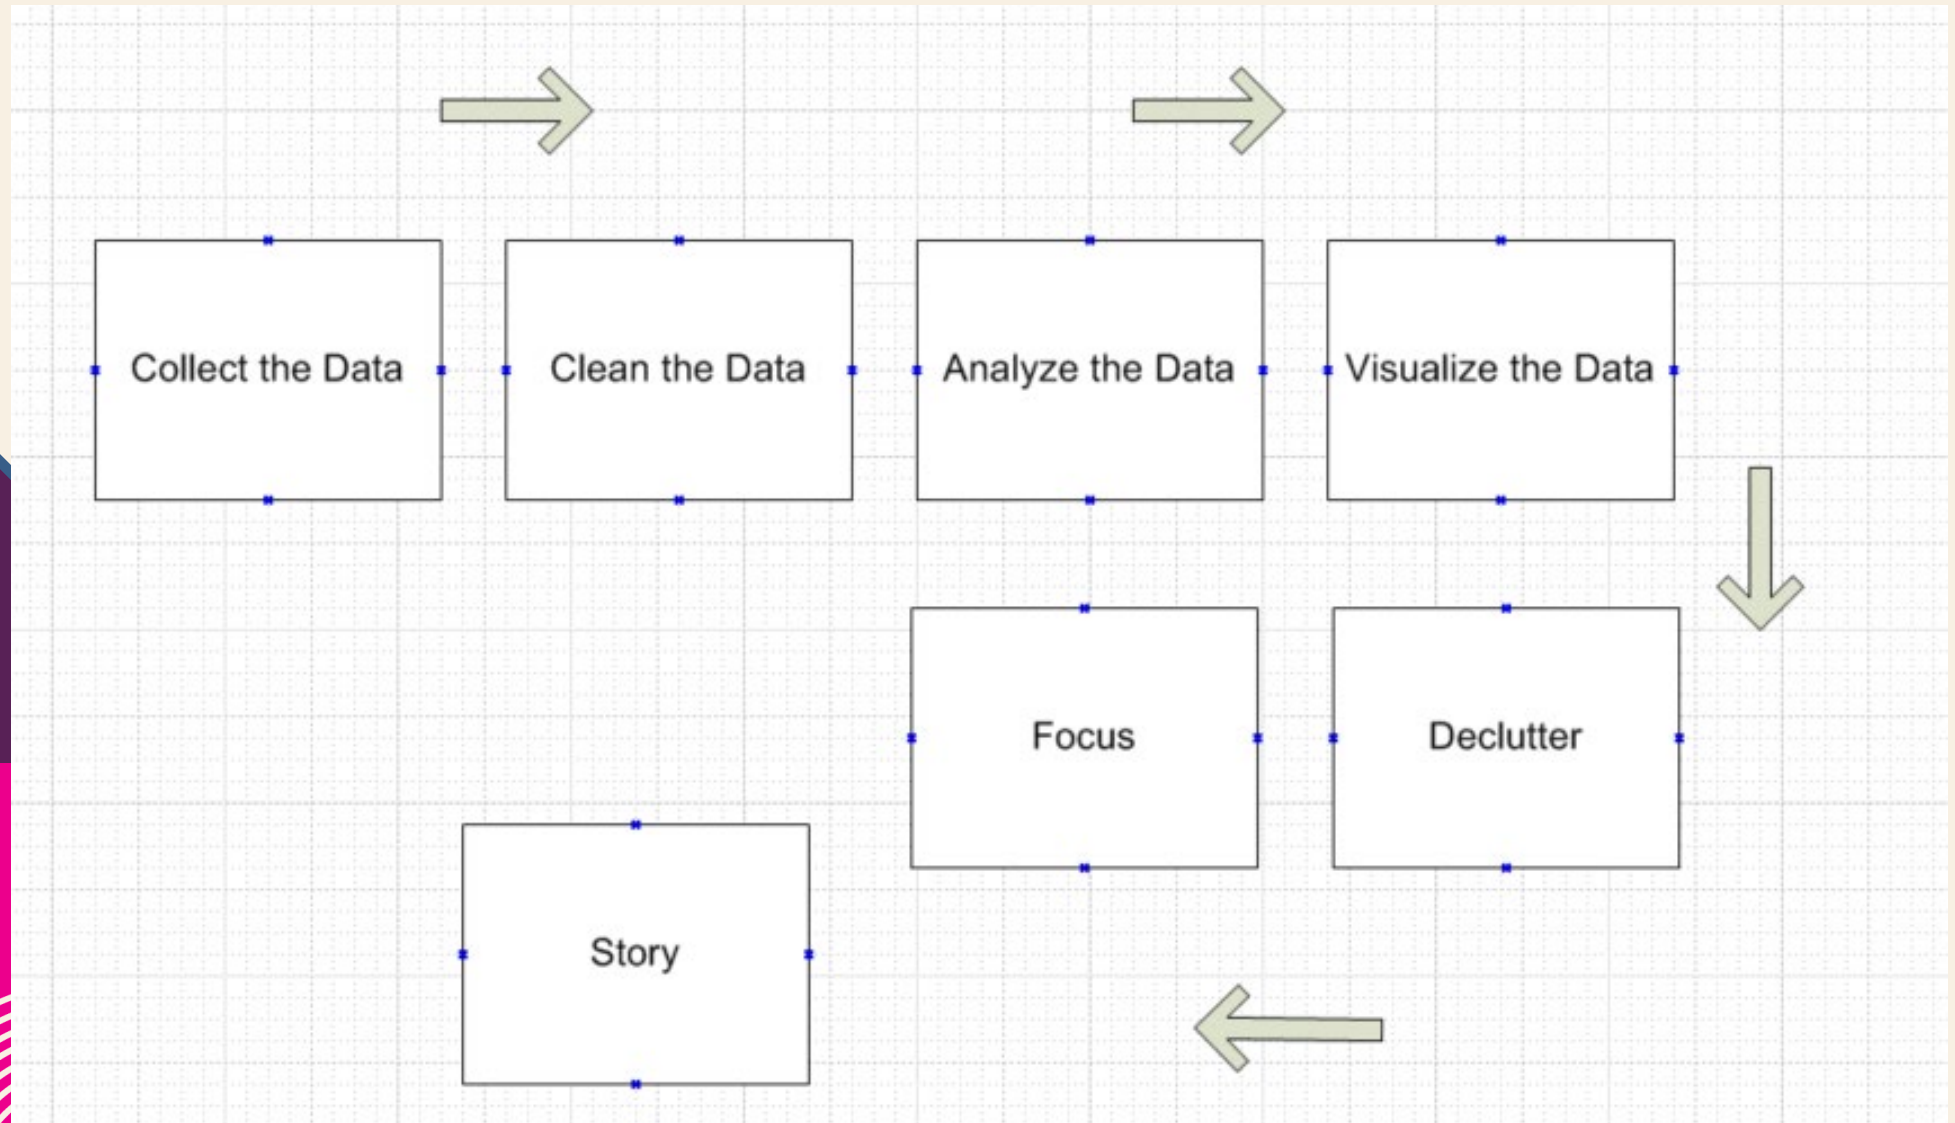 Collect the Data
Clean the Data
Analyze the Data
Visualize the Data
Declutter
Focus
Story